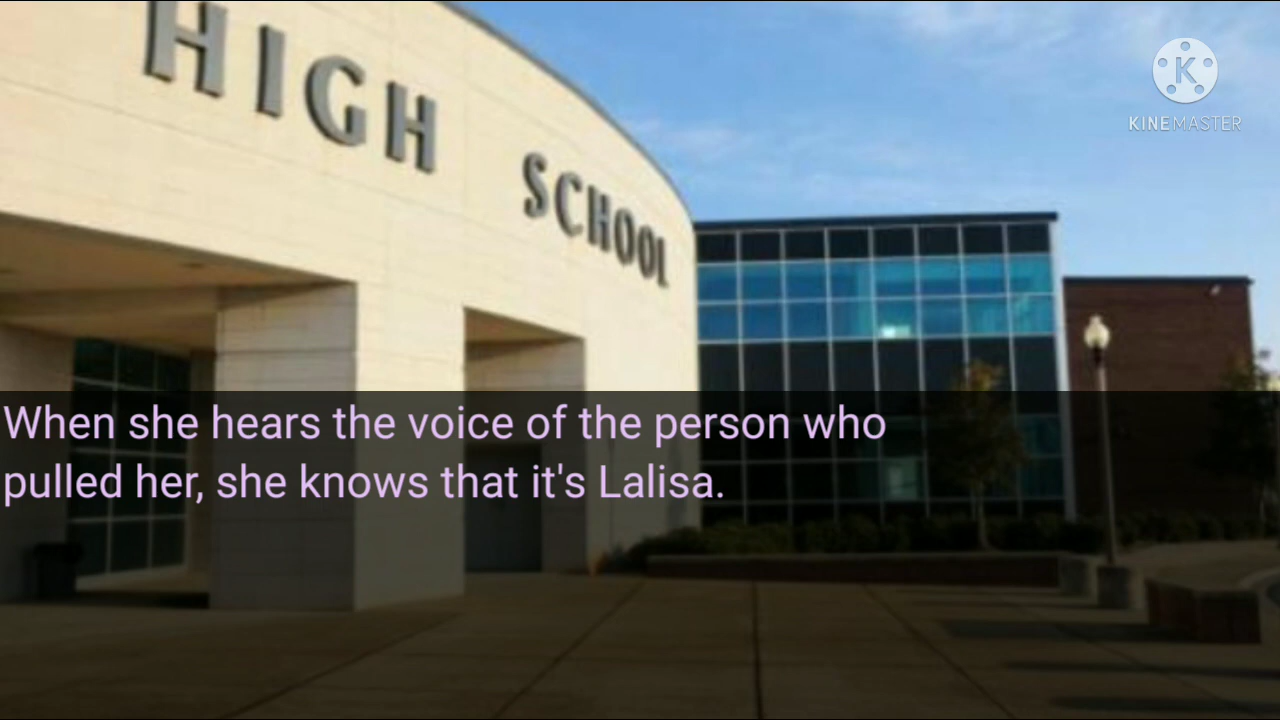 HIGH SCHOOL
KINEMASTER
When she hears the voice of the person who
pulled her, she knows that it's Lalisa.